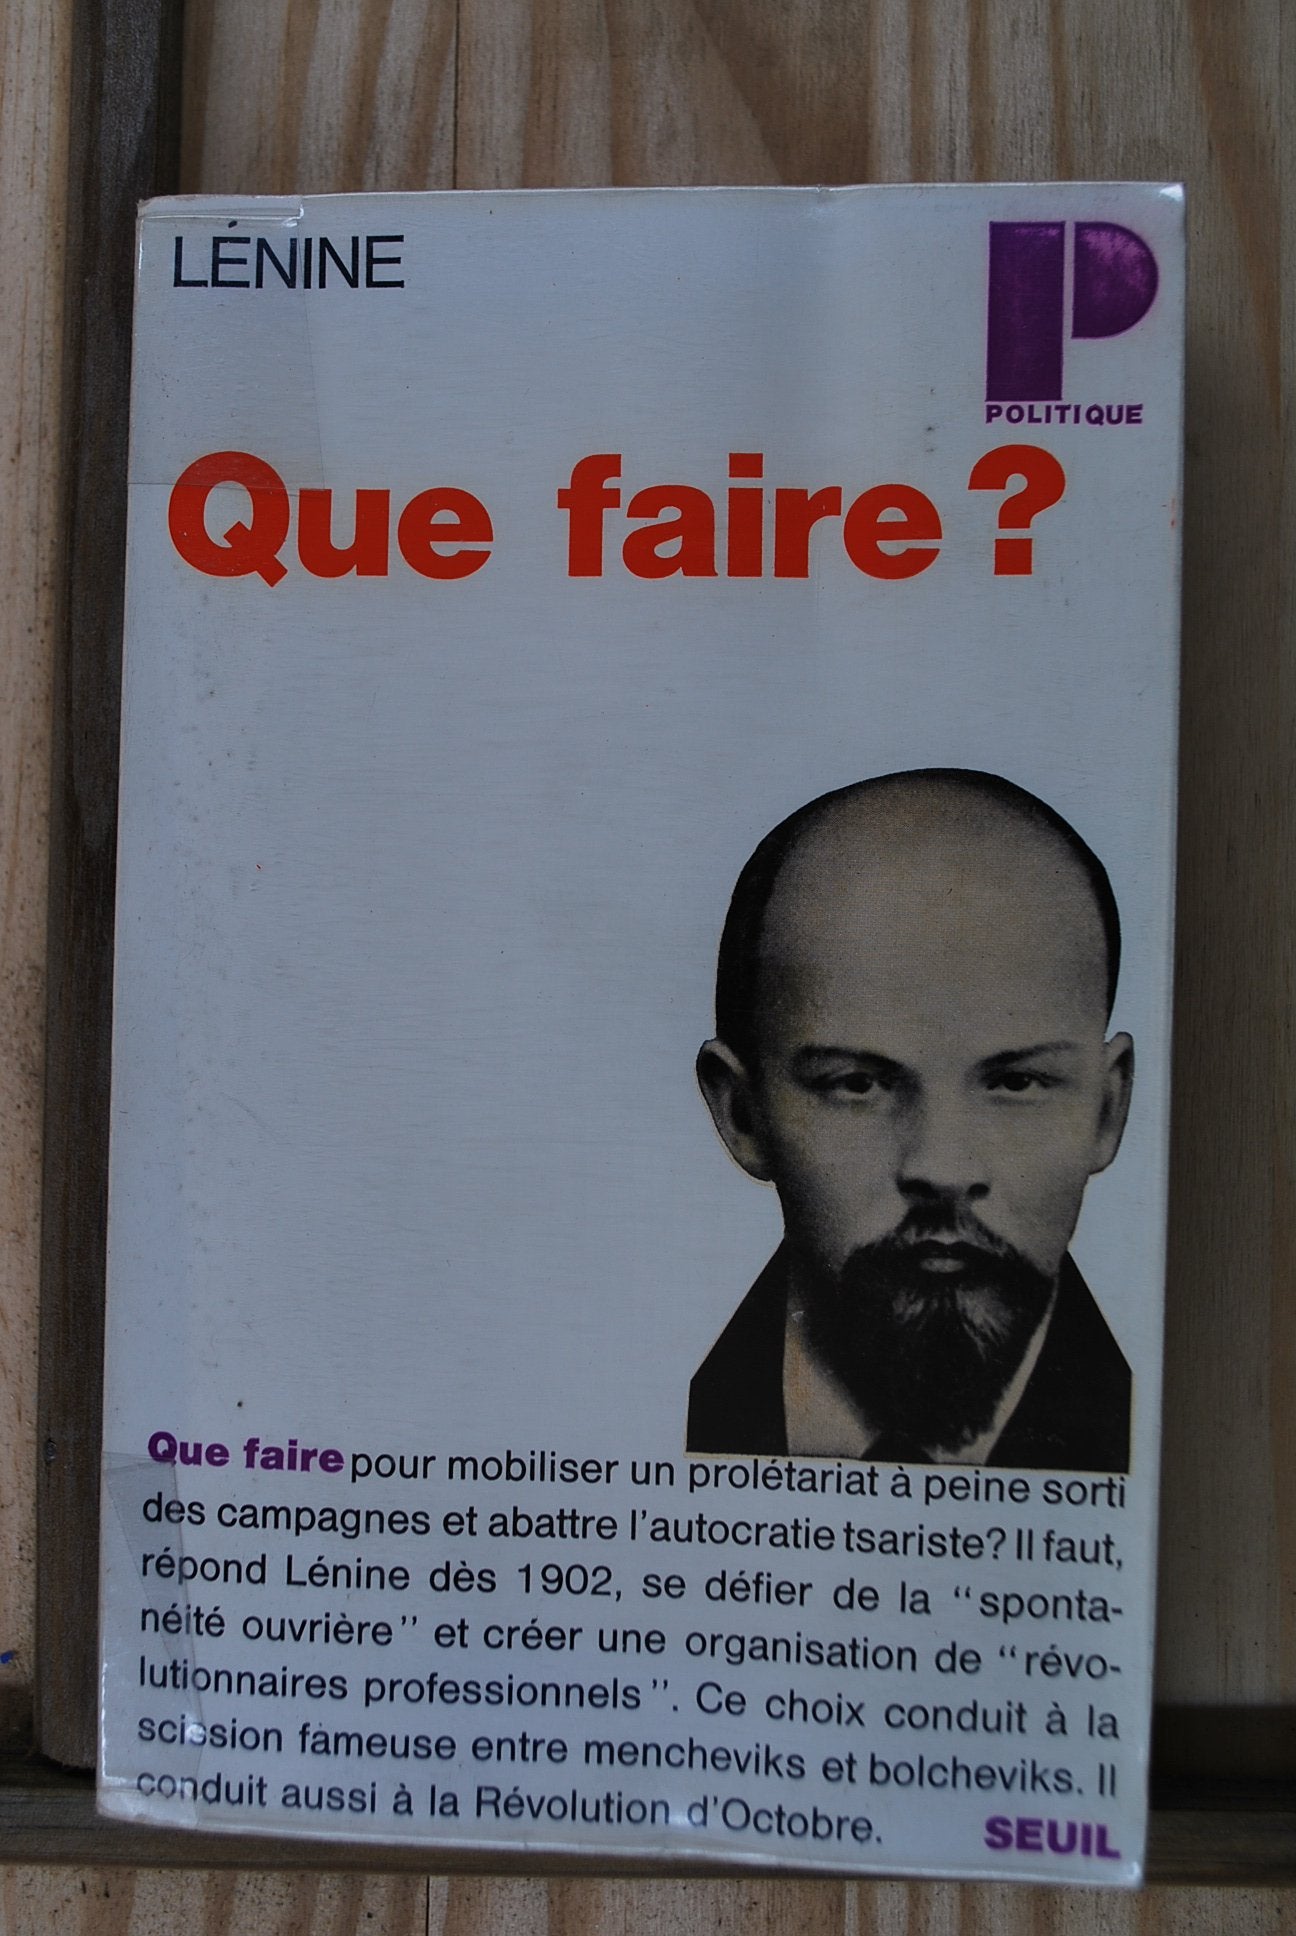 LÉNINE
P
POLITIQUE
Que faire ?
Que faire pour mobiliser un prolétariat à peine sorti
des campagnes et abattre l'autocratie tsariste? Il faut,
répond Lénine dès 1902, se défier de la “sponta-
néité ouvrière” et créer une organisation de “révo-
lutionnaires professionnels”. Ce choix conduit à la
scission fameuse entre mencheviks et bolcheviks. Il
conduit aussi à la Révolution d'Octobre.
SEUIL